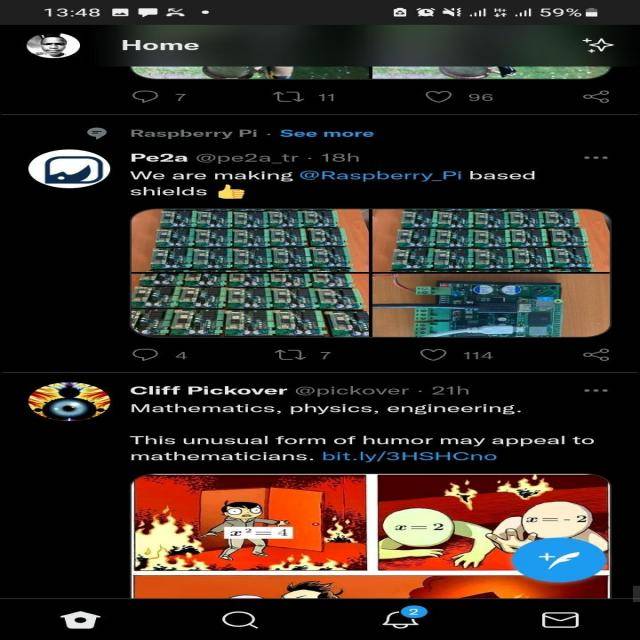 13:48
59%
Home
7 11 96
Raspberry Pi · See more
Pe2a @pe2a_tr · 18h
We are making @Raspberry_Pi based
shields 👍
4 7 114
Cliff Pickover @pickover · 21h
Mathematics, physics, engineering.
This unusual form of humor may appeal to
mathematicians. bit.ly/3HSHCno
x² = 4
x = 2
x = - 2
2